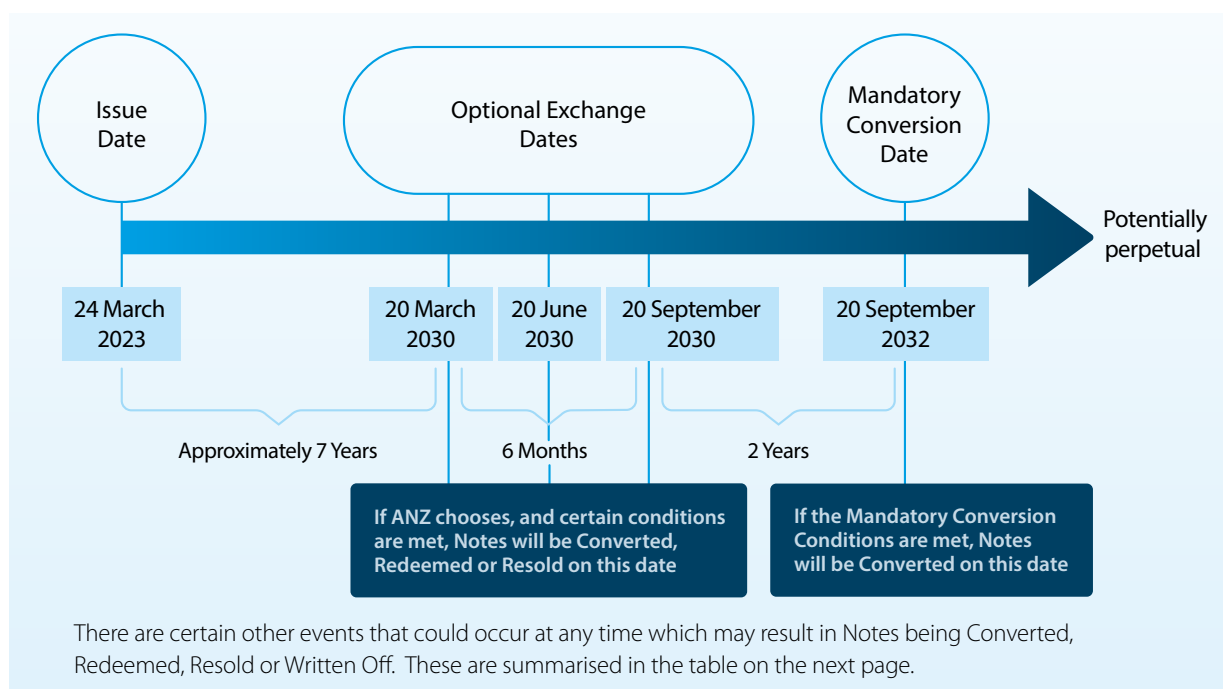 Issue
Date
Optional Exchange
Dates
Mandatory
Conversion
Date
Potentially
perpetual
24 March
2023
20 March
2030
20 June
2030
20 September
2030
20 September
2032
Approximately 7 Years
6 Months
2 Years
If ANZ chooses, and certain conditions
are met, Notes will be Converted,
Redeemed or Resold on this date
If the Mandatory Conversion
Conditions are met, Notes
will be Converted on this date
There are certain other events that could occur at any time which may result in Notes being Converted,
Redeemed, Resold or Written Off. These are summarised in the table on the next page.